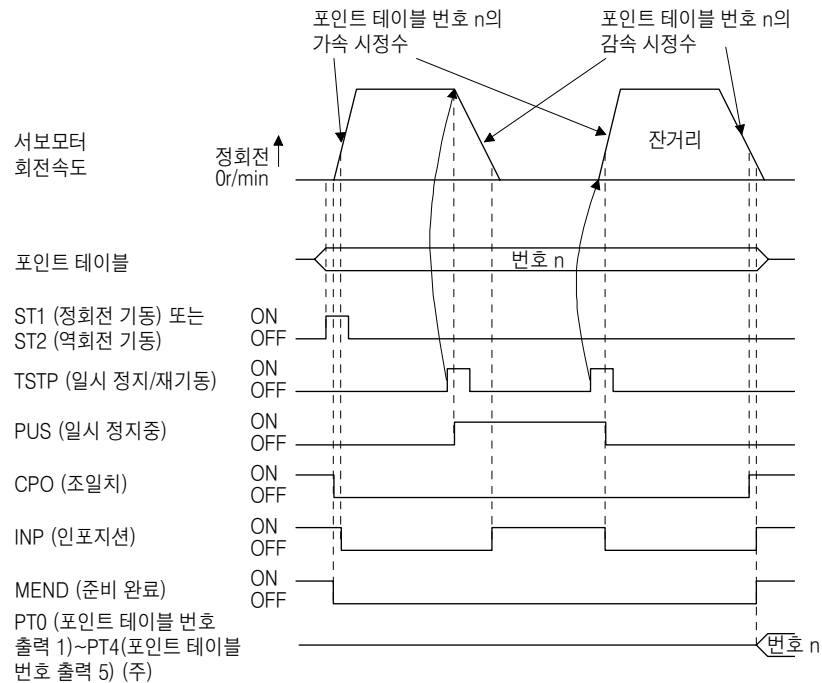 포인트 테이블 번호 n의
가속 시정수
포인트 테이블 번호 n의
감속 시정수
서보모터
회전속도
정회전
0r/min
잔거리
포인트 테이블
번호 n
ST1 (정회전 기동) 또는
ST2 (역회전 기동)
ON
OFF
TSTP (일시 정지/재기동)
ON
OFF
PUS (일시 정지중)
ON
OFF
CPO (조일치)
ON
OFF
INP (인포지션)
ON
OFF
MEND (준비 완료)
ON
OFF
PT0 (포인트 테이블 번호
출력 1)~PT4(포인트 테이블
번호 출력 5) (주)
번호 n